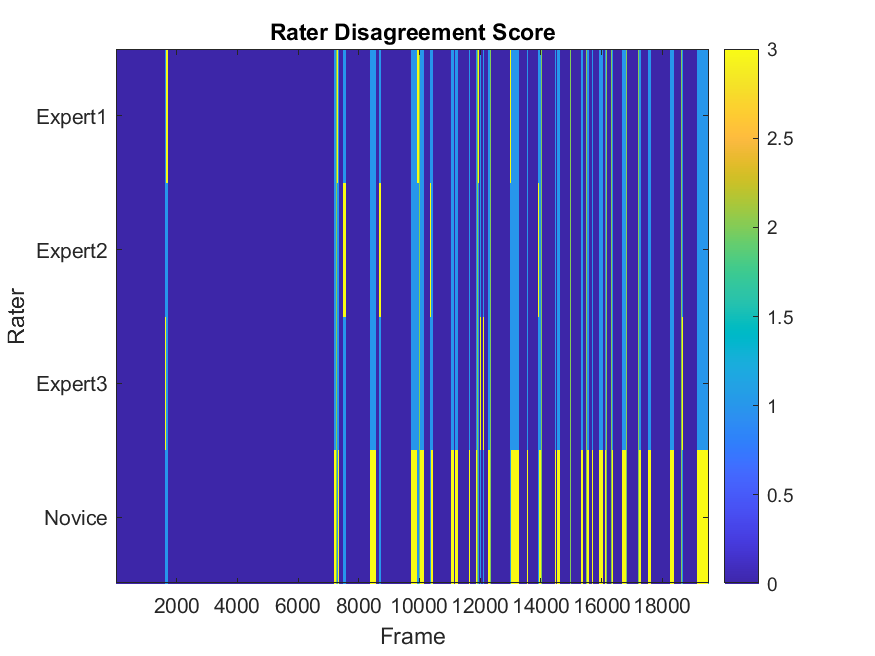 Rater Disagreement Score
Rater
Expert1
Expert2
Expert3
Novice
2000 4000 6000 8000 10000 12000 14000 16000 18000
Frame
3
2.5
2
1.5
1
0.5
0